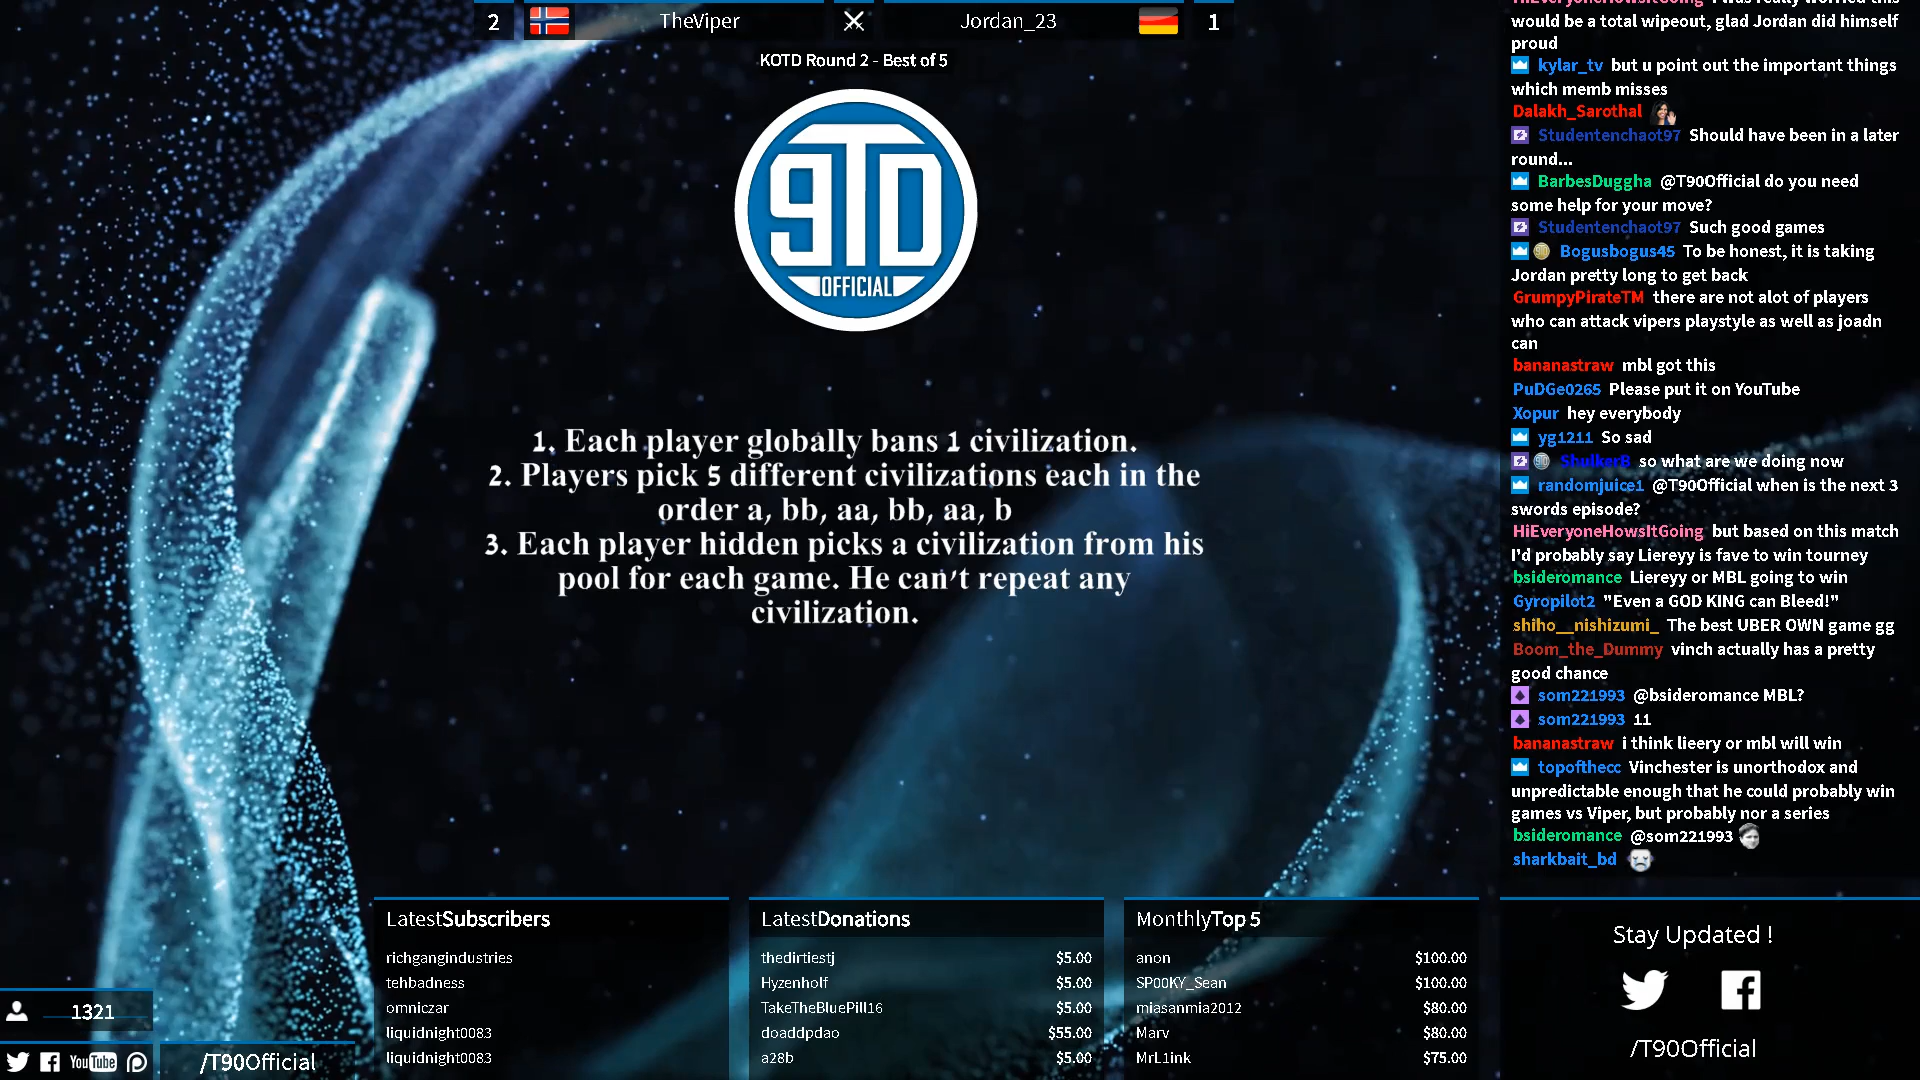 2 TheViper Jordan_23 1
KOTD Round 2 - Best of 5
9TD
OFFICIAL
1. Each player globally bans 1 civilization.
2. Players pick 5 different civilizations each in the
order a, bb, aa, bb, aa, b
3. Each player hidden picks a civilization from his
pool for each game. He can't repeat any
civilization.
would be a total wipeout, glad Jordan did himself
proud
kylar_tv but u point out the important things
which memb misses
Dalakh_Sarothal
Studentenchaot97 Should have been in a later
round...
BarbesDuggha @T90Official do you need
some help for your move?
Studentenchaot97 Such good games
Bogusbogus45 To be honest, it is taking
Jordan pretty long to get back
GrumpyPirateTM there are not alot of players
who can attack vipers playstyle as well as joadn
can
bananastraw mbl got this
PuDGe0265 Please put it on YouTube
Xopur hey everybody
yg1211 So sad
ShulkerB so what are we doing now
randomjuice1 @T90Official when is the next 3
swords episode?
HiEveryoneHowsItGoing but based on this match
I'd probably say Liereyy is fave to win tourney
bsideromance Liereyy or MBL going to win
Gyropilot2 "Even a GOD KING can Bleed!"
shiho__nishizumi_ The best UBER OWN game gg
Boom_the_Dummy vinch actually has a pretty
good chance
som221993 @bsideromance MBL?
som221993 11
bananastraw i think lieery or mbl will win
topofthecc Vinchester is unorthodox and
unpredictable enough that he could probably win
games vs Viper, but probably nor a series
bsideromance @som221993
sharkbait_bd
LatestSubscribers
richgangindustries
tehbadness
omniczar
liquidnight0083
liquidnight0083
LatestDonations
thedirtiestj $5.00
Hyzenholf $5.00
TakeTheBluePill16 $5.00
doaddpdao $55.00
a28b $5.00
MonthlyTop 5
anon $100.00
SP00KY_Sean $100.00
miasanmia2012 $80.00
Marv $80.00
MrL1ink $75.00
Stay Updated !
/T90Official
1321
YouTube
/T90Official